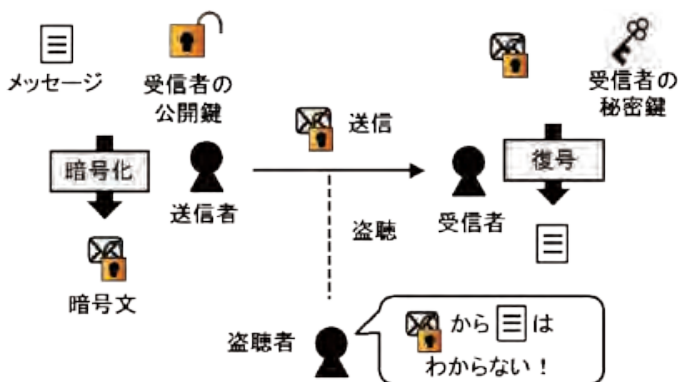 メッセージ
受信者の
公開鍵
暗号化
送信者
暗号文
送信
盗聴
受信者
復号
受信者の
秘密鍵
盗聴者
から は
わからない！